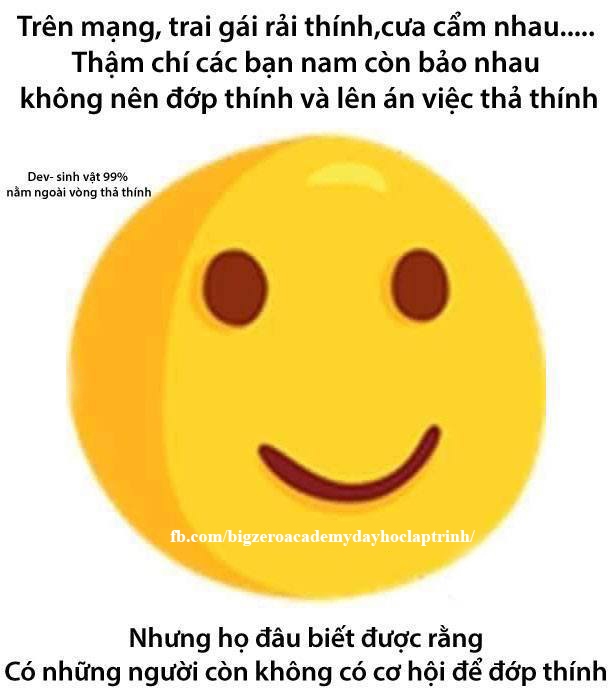 Trên mạng, trai gái rải thính,cưa cẩm nhau.....
Thậm chí các bạn nam còn bảo nhau
không nên đớp thính và lên án việc thả thính
Dev- sinh vật 99%
nằm ngoài vòng thả thính
fb.com/bigzeroacademydayhoclaptrinh/
Nhưng họ đâu biết được rằng
Có những người còn không có cơ hội để đớp thính